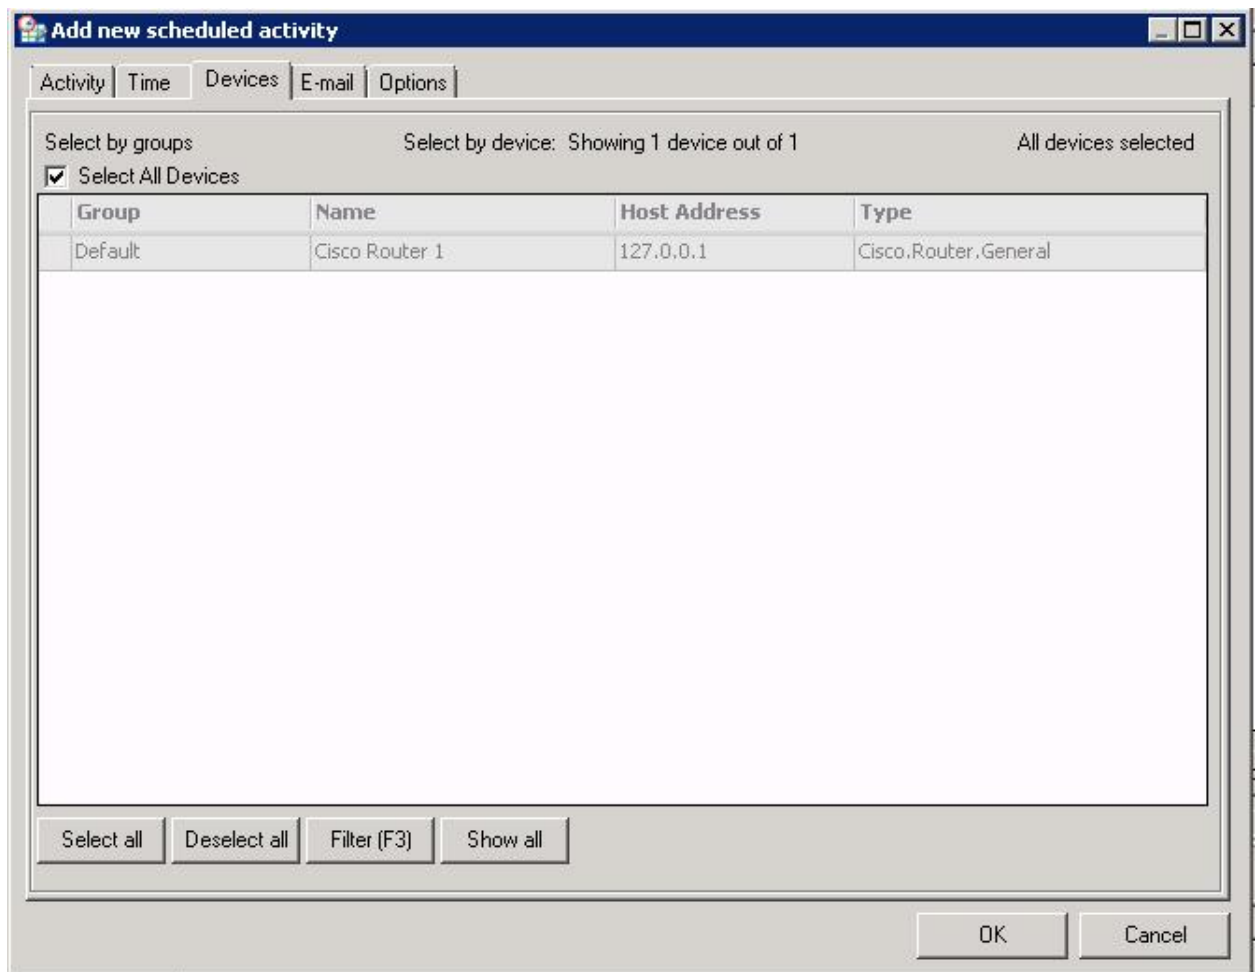 Add new scheduled activity
Activity Time Devices E-mail Options
Select by groups Select by device: Showing 1 device out of 1 All devices selected
Select All Devices
Group Name Host Address Type
Default Cisco Router 1 127.0.0.1 Cisco.Router.General
Select all Deselect all Filter (F3) Show all
OK Cancel